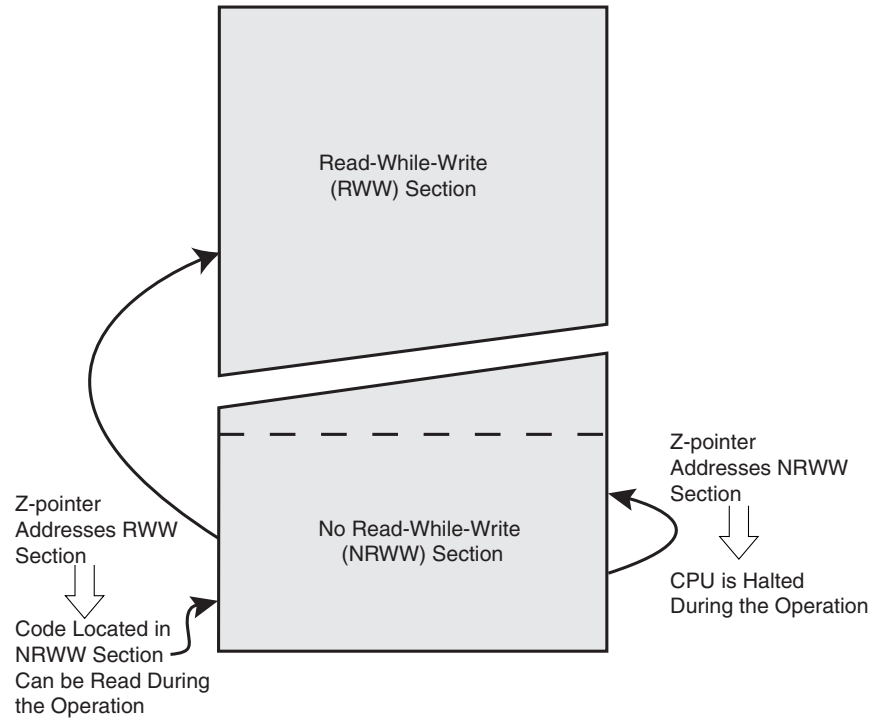 Read-While-Write
(RWW) Section
Z-pointer
Addresses NRWW
Section
No Read-While-Write
(NRWW) Section
Z-pointer
Addresses RWW
Section
CPU is Halted
During the Operation
Code Located in
NRWW Section
Can be Read During
the Operation